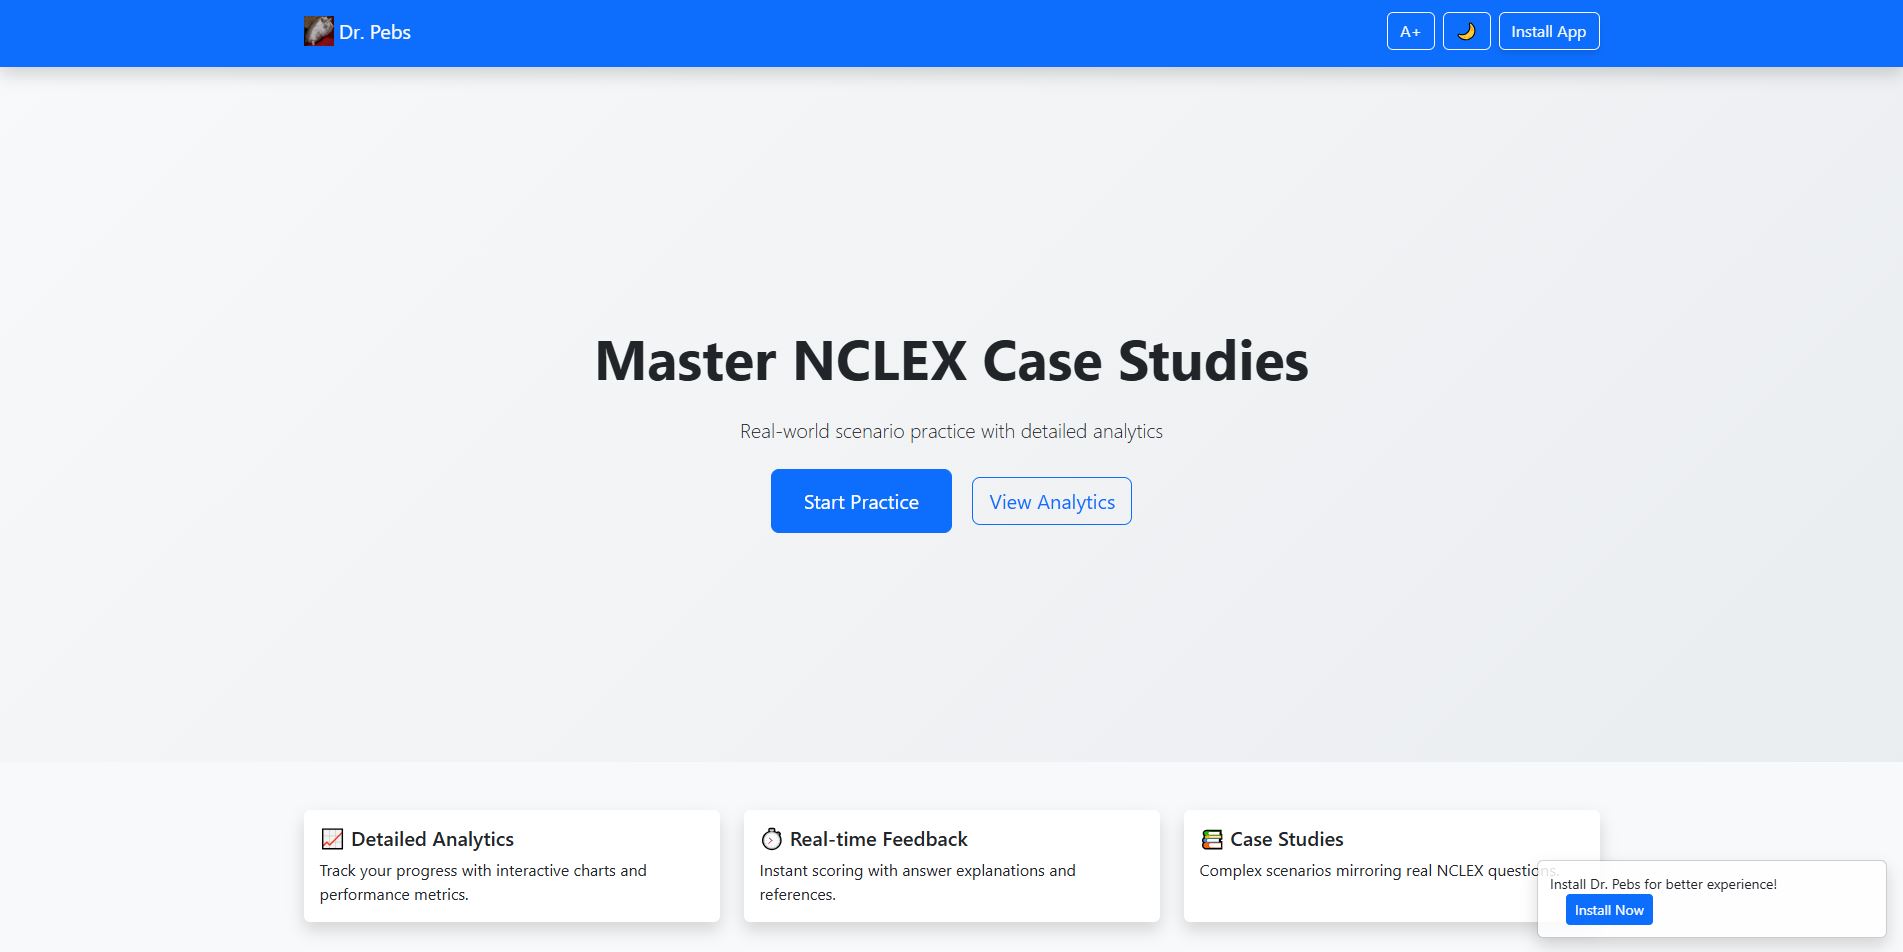 Dr. Pebs
A+
Install App
Master NCLEX Case Studies
Real-world scenario practice with detailed analytics
Start Practice
View Analytics
Detailed Analytics
Track your progress with interactive charts and
performance metrics.
Real-time Feedback
Instant scoring with answer explanations and
references.
Case Studies
Complex scenarios mirroring real NCLEX questions.
Install Dr. Pebs for better experience!
Install Now